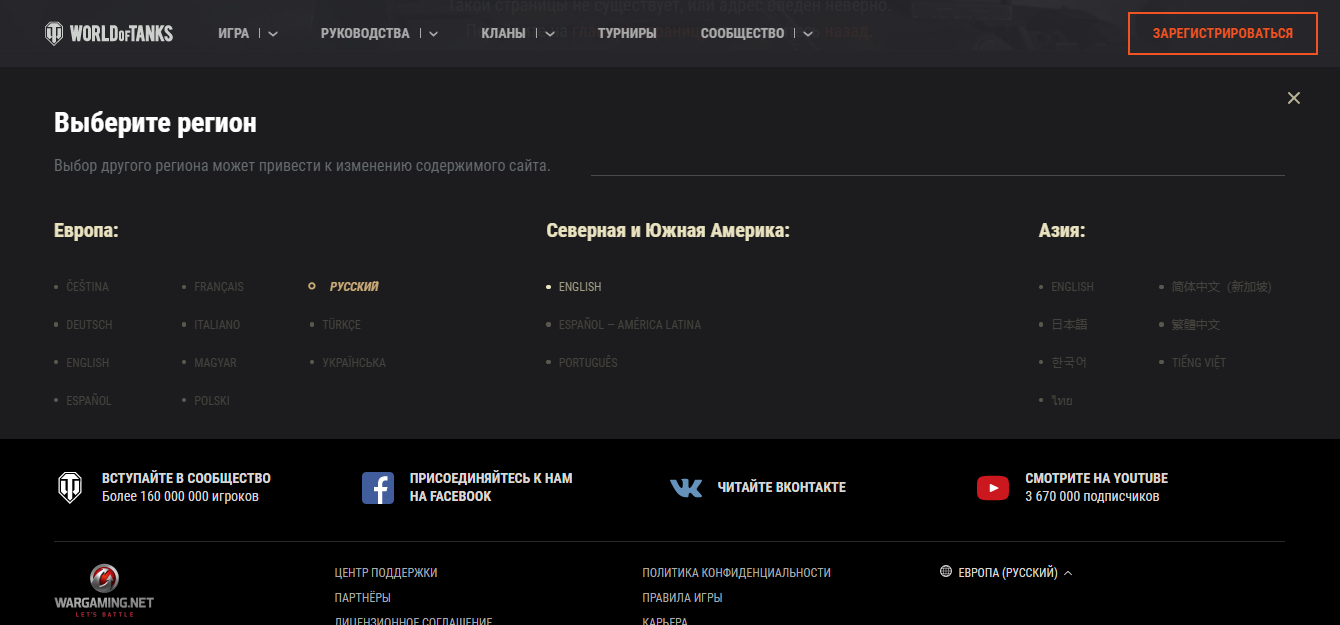 Такой страницы не существует, или адрес введен неверно.
WORLD OF TANKS
ИГРА
РУКОВОДСТВА
КЛАНЫ
ТУРНИРЫ
СООБЩЕСТВО
ЗАРЕГИСТРИРОВАТЬСЯ
Выберите регион
Выбор другого региона может привести к изменению содержимого сайта.
Европа:
ČEŠTINA
DEUTSCH
ENGLISH
ESPAÑOL
FRANÇAIS
ITALIANO
MAGYAR
POLSKI
РУССКИЙ
TÜRKÇE
УКРАЇНСЬКА
Северная и Южная Америка:
ENGLISH
ESPAÑOL – AMÉRICA LATINA
PORTUGUÊS
Азия:
ENGLISH
日本語
한국어
ไทย
简体中文（新加坡）
繁體中文
TIẾNG VIỆT
ВСТУПАЙТЕ В СООБЩЕСТВО
Более 160 000 000 игроков
ПРИСОЕДИНЯЙТЕСЬ К НАМ
НА FACEBOOK
ЧИТАЙТЕ ВКОНТАКТЕ
СМОТРИТЕ НА YOUTUBE
3 670 000 подписчиков
WARGAMING.NET
LET'S BATTLE
ЦЕНТР ПОДДЕРЖКИ
ПАРТНЁРЫ
ЛИЦЕНЗИОННОЕ СОГЛАШЕНИЕ
ПОЛИТИКА КОНФИДЕНЦИАЛЬНОСТИ
ПРАВИЛА ИГРЫ
КАРЬЕРА
ЕВРОПА (РУССКИЙ)